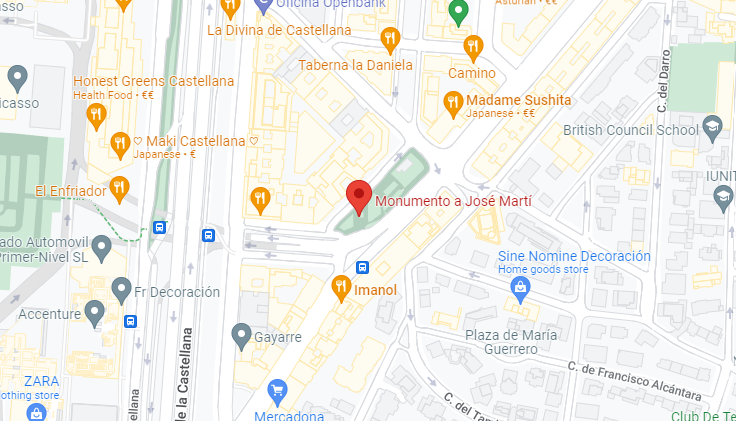 casso
Oficina Openbank
Asturian • €€
La Divina de Castellana
Taberna la Daniela
Camino
C. del Darro
icasso
Honest Greens Castellana
Health Food • €€
Madame Sushita
Japanese • €€
British Council School
♡ Maki Castellana ♡
Japanese • €
IUNIT
El Enfriador
Monumento a José Martí
ado Automovil
Primer-Nivel SL
Sine Nomine Decoración
Home goods store
Fr Decoración
Imanol
Accenture
Gayarre
Plaza de María
Guerrero
de la Castellana
C. de Francisco Alcántara
ZARA
othing store
ellana
Mercadona
C. del Tam
Club De Te